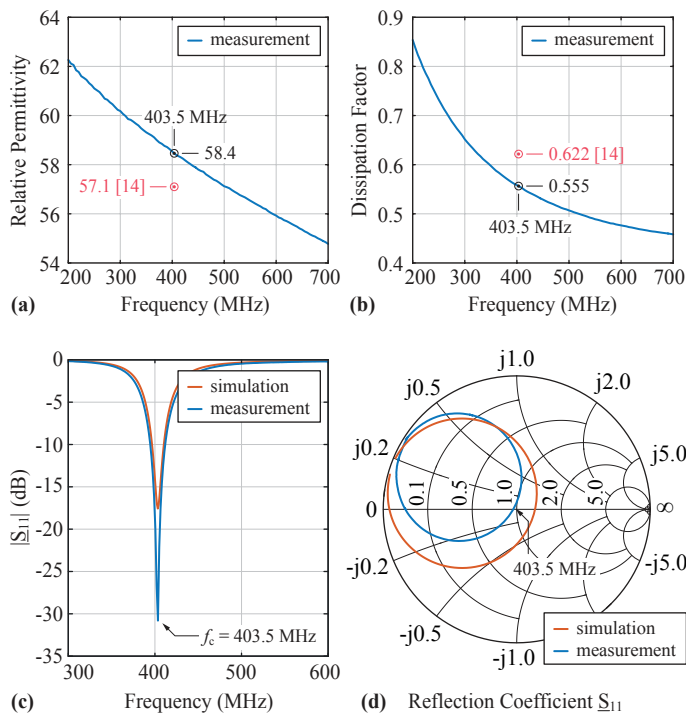 measurement
Relative Permittivity
64
62
60
58
56
54
403.5 MHz
58.4
57.1 [14]
200 300 400 500 600 700
(a) Frequency (MHz)
measurement
Dissipation Factor
0.9
0.8
0.7
0.6
0.5
0.4
0.3
0.622 [14]
0.555
403.5 MHz
200 300 400 500 600 700
(b) Frequency (MHz)
|S11| (dB)
0
-5
-10
-15
-20
-25
-30
-35
simulation
measurement
fc = 403.5 MHz
300 400 500 600
(c) Frequency (MHz)
j1.0
j0.5 j2.0
j0.2 j5.0
0 0.1 0.5 1.0 2.0 5.0 ∞
403.5 MHz
-j0.2 -j5.0
-j0.5
-j1.0
simulation
measurement
(d) Reflection Coefficient S11